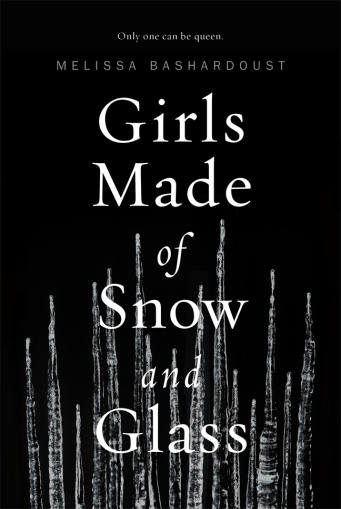 Only one can be queen.
MELISSA BASHARDOUST
Girls
Made
of
Snow
and
Glass